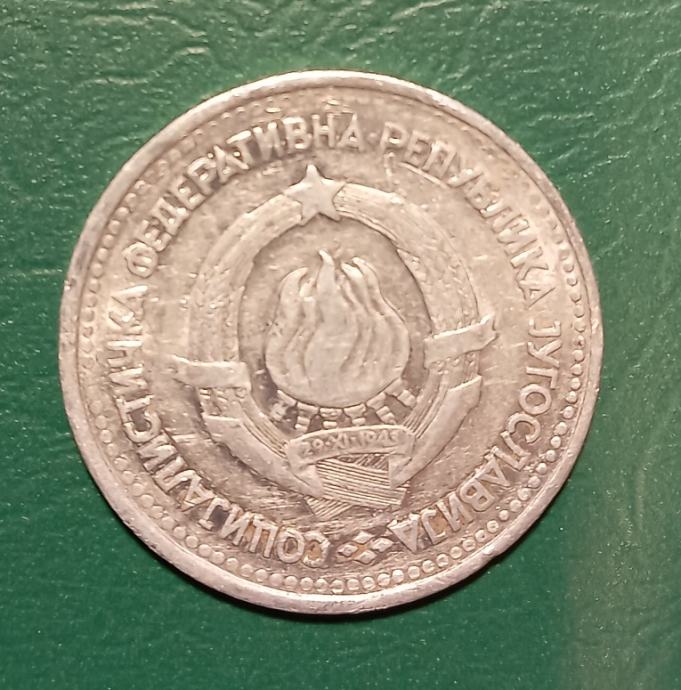 СОЦИЈАЛИСТИЧКА ФЕДЕРАТИВНА РЕПУБЛИКА ЈУГОСЛАВИЈА
29·XI·1943